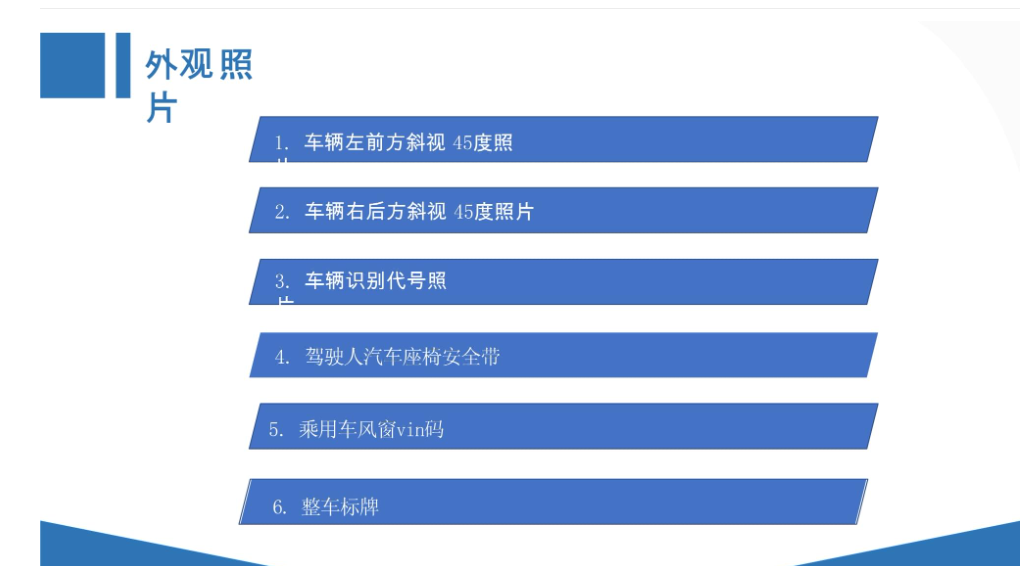 外观照
片
1. 车辆左前方斜视 45度照
2. 车辆右后方斜视 45度照片
3. 车辆识别代号照
片
4. 驾驶人汽车座椅安全带
5. 乘用车风窗vin码
6. 整车标牌